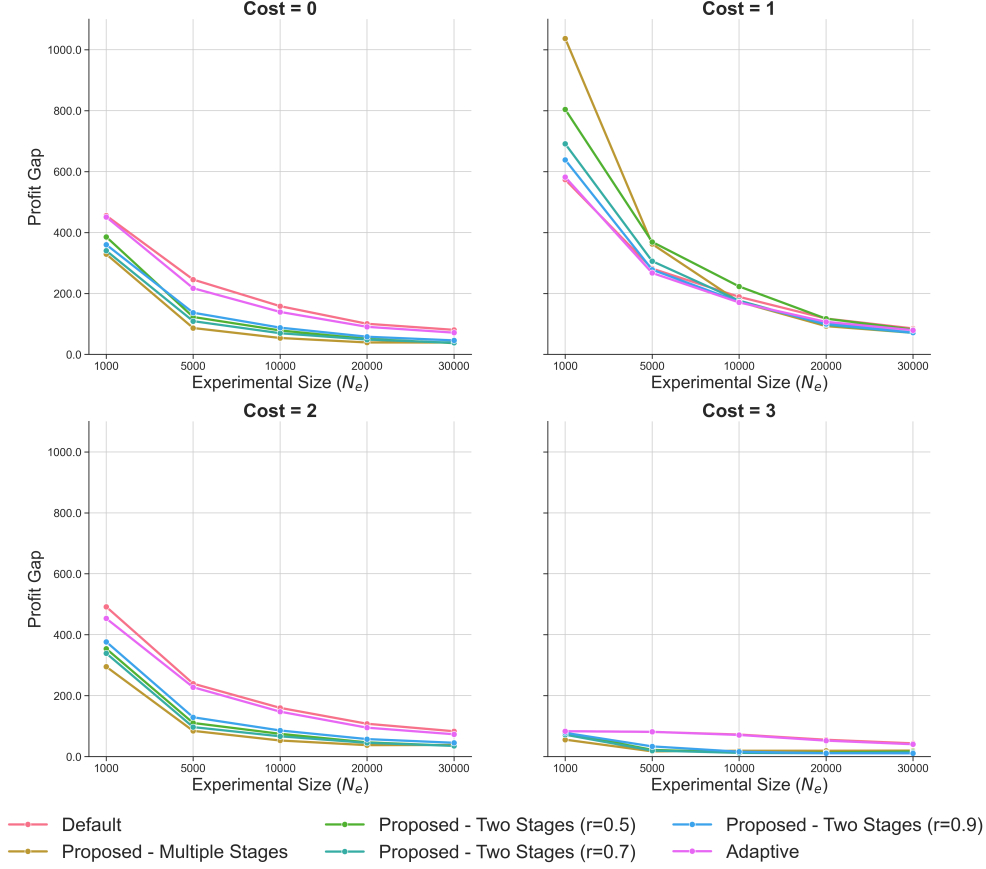 Cost = 0
Cost = 1
1000.0
800.0
600.0
400.0
200.0
0.0
Profit Gap
1000 5000 10000 20000 30000
1000 5000 10000 20000 30000
Experimental Size (Nₑ)
Experimental Size (Nₑ)
Cost = 2
Cost = 3
1000.0
800.0
600.0
400.0
200.0
0.0
Profit Gap
1000 5000 10000 20000 30000
1000 5000 10000 20000 30000
Experimental Size (Nₑ)
Experimental Size (Nₑ)
Default
Proposed - Two Stages (r=0.5)
Proposed - Two Stages (r=0.9)
Proposed - Multiple Stages
Proposed - Two Stages (r=0.7)
Adaptive